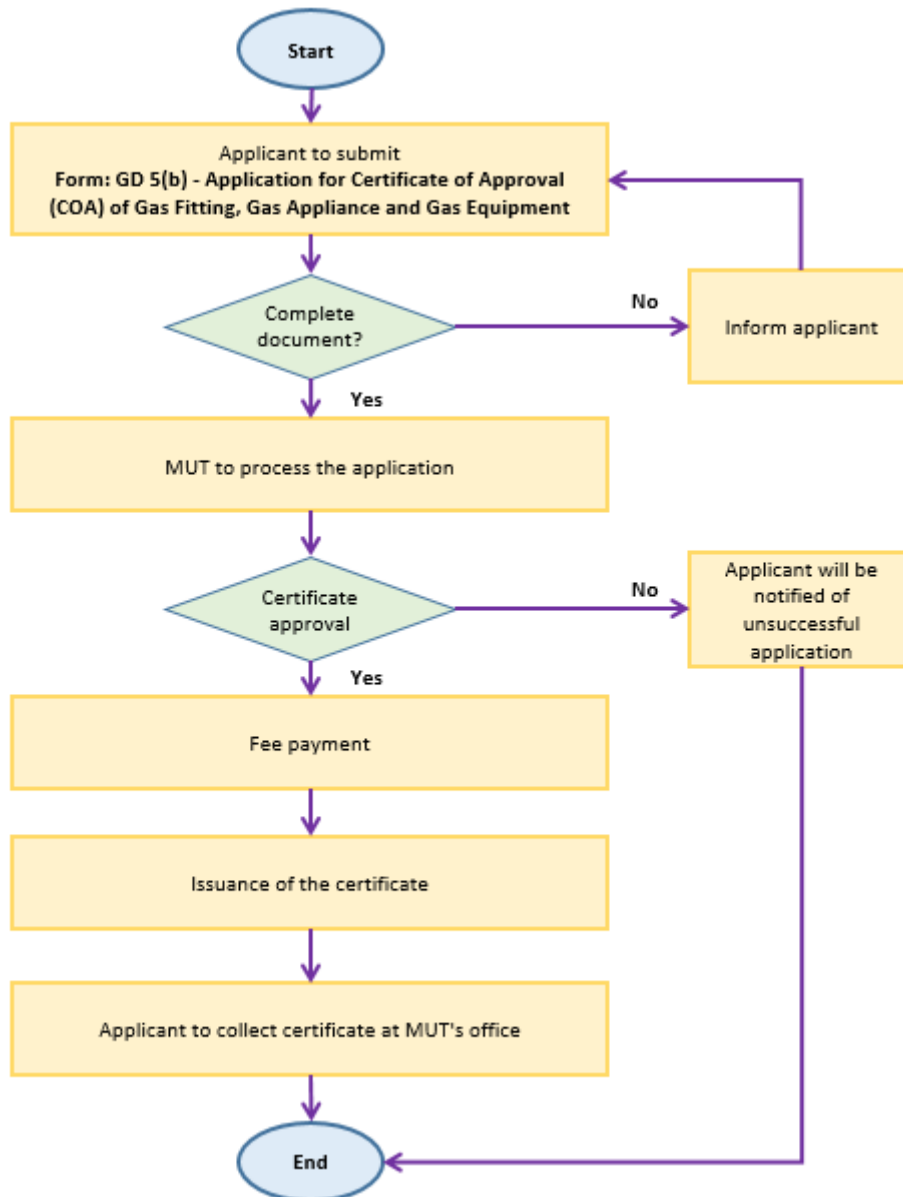 Start
Applicant to submit
Form: GD 5(b) - Application for Certificate of Approval
(COA) of Gas Fitting, Gas Appliance and Gas Equipment
Complete
document?
No
Inform applicant
Yes
MUT to process the application
Certificate
approval
No
Applicant will be
notified of
unsuccessful
application
Yes
Fee payment
Issuance of the certificate
Applicant to collect certificate at MUT's office
End